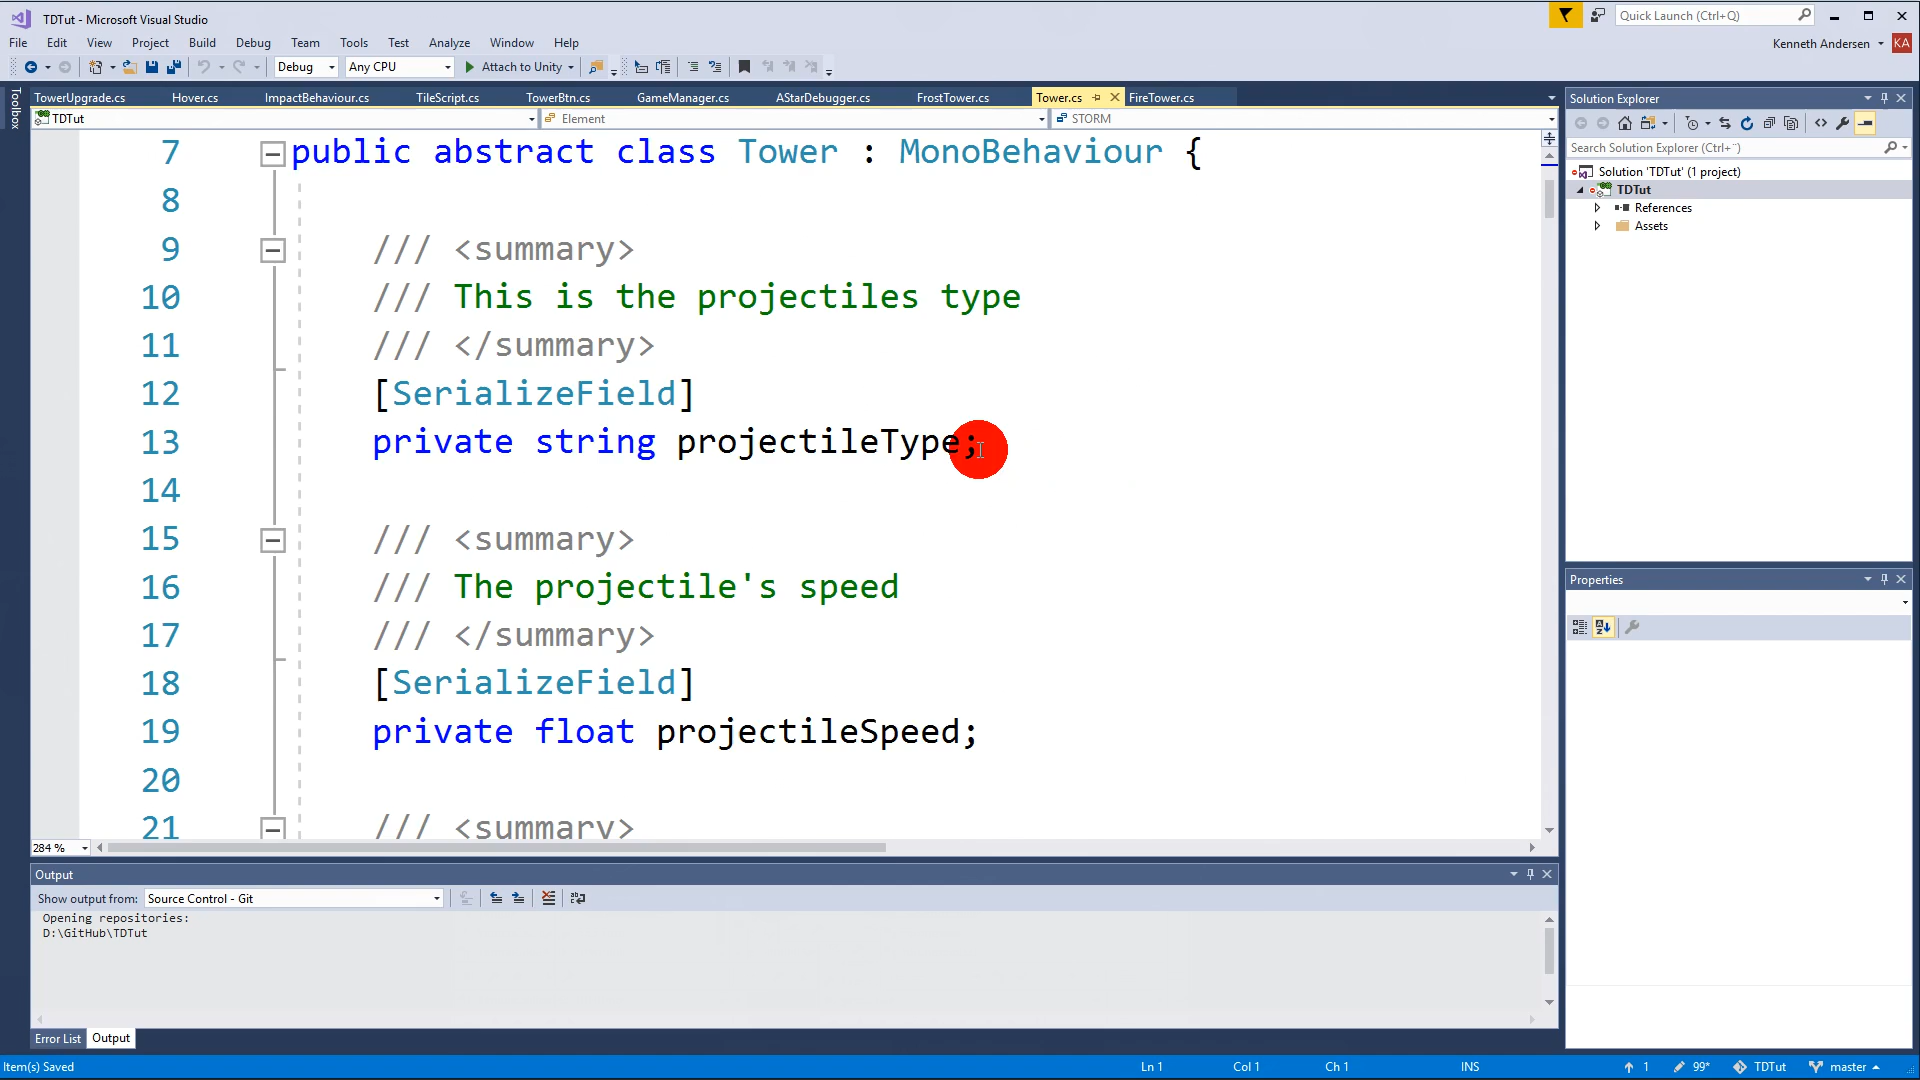 TDTut - Microsoft Visual Studio
Quick Launch (Ctrl+Q)
File Edit View Project Build Debug Team Tools Test Analyze Window Help
Kenneth Andersen KA
Debug Any CPU Attach to Unity
Toolbox
TowerUpgrade.cs Hover.cs ImpactBehaviour.cs TileScript.cs TowerBtn.cs GameManager.cs AStarDebugger.cs FrostTower.cs Tower.cs FireTower.cs
TDTut Element STORM
7 public abstract class Tower : MonoBehaviour {
8
9 /// <summary>
10 /// This is the projectiles type
11 /// </summary>
12 [SerializeField]
13 private string projectileType;
14
15 /// <summary>
16 /// The projectile's speed
17 /// </summary>
18 [SerializeField]
19 private float projectileSpeed;
20
21 /// <summary>
284 %
Solution Explorer
Search Solution Explorer (Ctrl+¨)
Solution 'TDTut' (1 project)
TDTut
References
Assets
Properties
Output
Show output from: Source Control - Git
Opening repositories:
D:\GitHub\TDTut
Error List Output
Item(s) Saved Ln 1 Col 1 Ch 1 INS 1 99* TDTut master